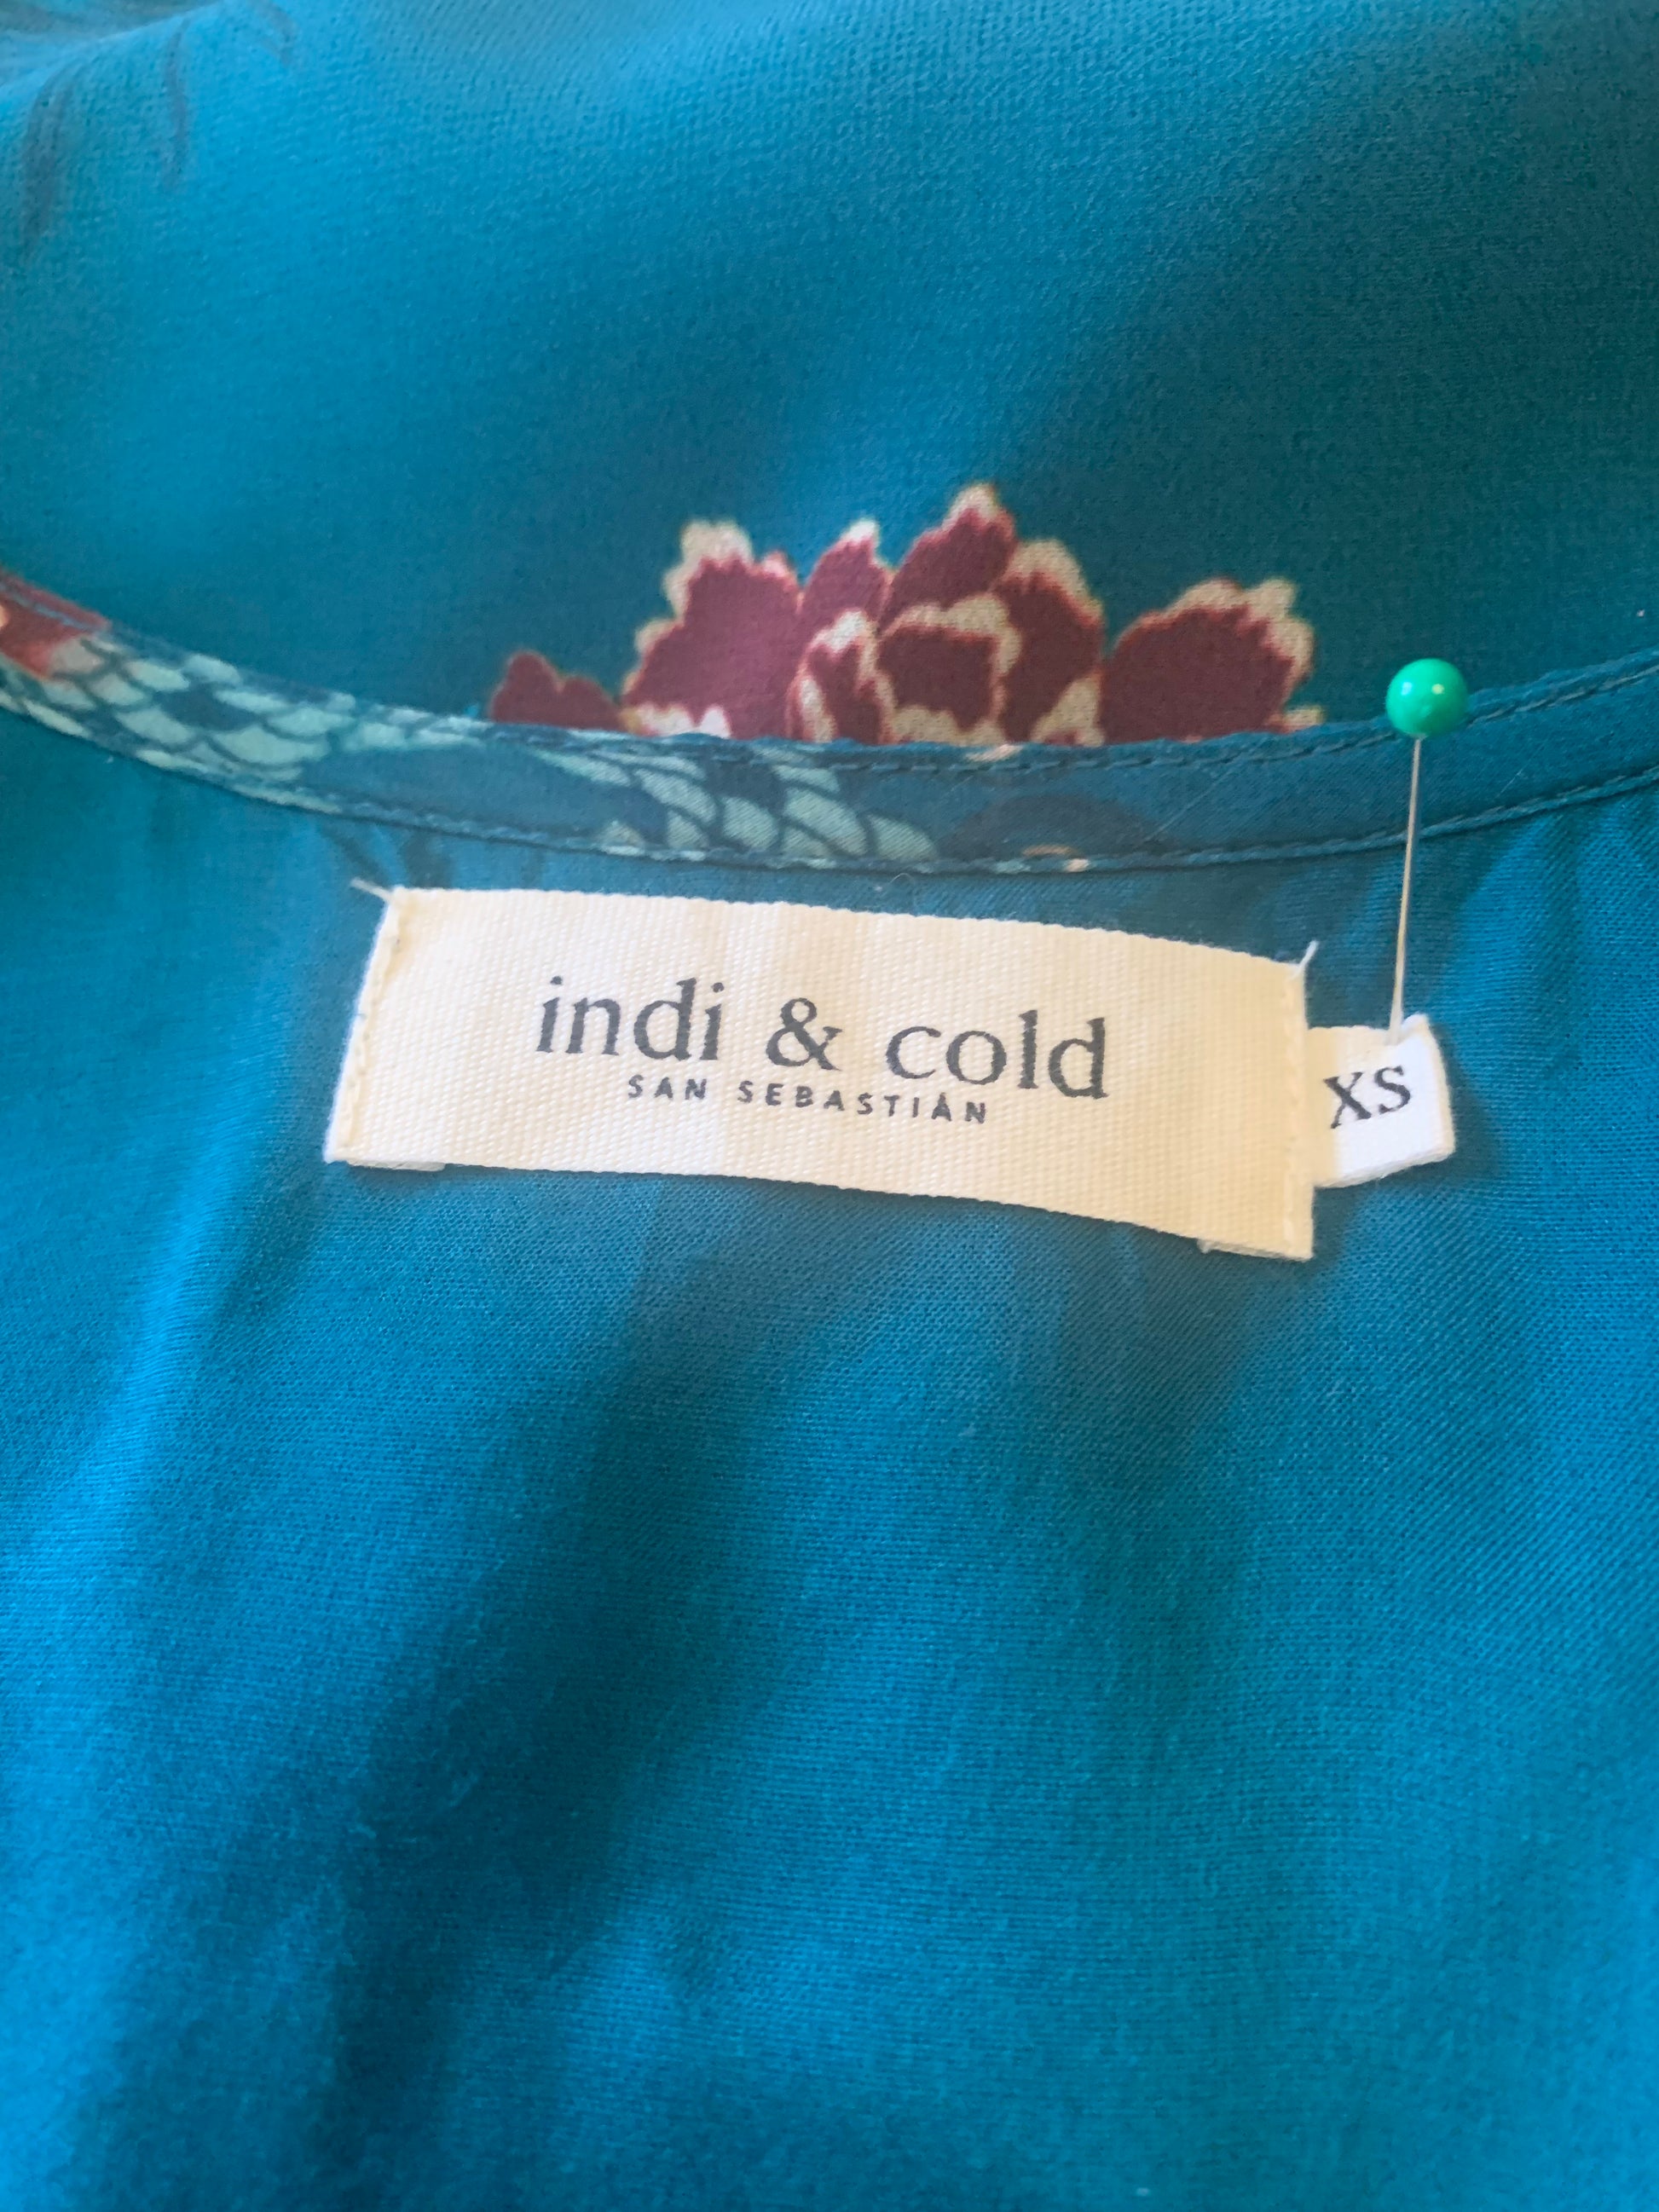 indi & cold
SAN SEBASTIÁN
XS